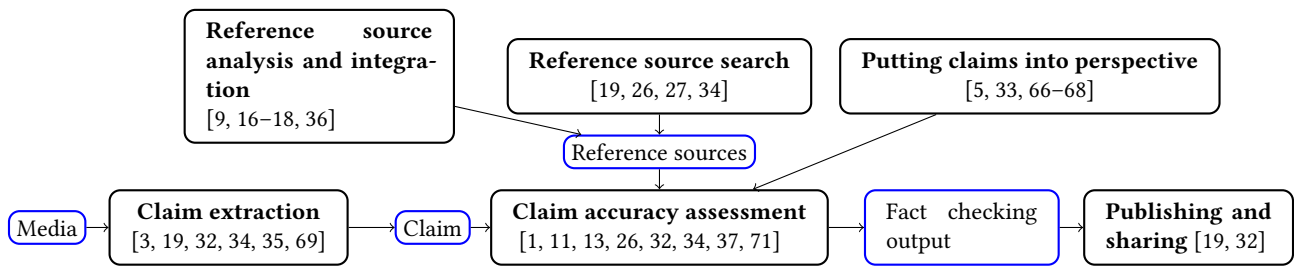 Reference source
analysis and integra-
tion
[9, 16–18, 36]
Reference source search
[19, 26, 27, 34]
Putting claims into perspective
[5, 33, 66–68]
Reference sources
Media
Claim extraction
[3, 19, 32, 34, 35, 69]
Claim
Claim accuracy assessment
[1, 11, 13, 26, 32, 34, 37, 71]
Fact checking
output
Publishing and
sharing [19, 32]